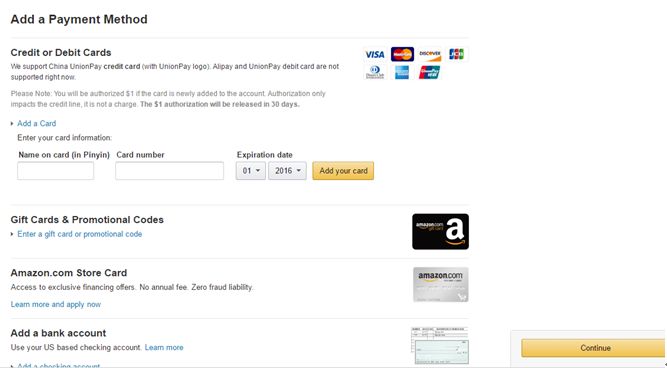 Add a Payment Method
Credit or Debit Cards
We support China UnionPay credit card (with UnionPay logo). Alipay and UnionPay debit card are not
supported right now.
VISA MasterCard DISCOVER JCB
Please Note: You will be authorized $1 if the card is newly added to the account. Authorization only
impacts the credit line, it is not a charge. The $1 authorization will be released in 30 days.
Add a Card
Enter your card information:
Name on card (in Pinyin) Card number Expiration date
01 2016 Add your card
Gift Cards & Promotional Codes
Enter a gift card or promotional code
amazon.com
gift card
a
Amazon.com Store Card
Access to exclusive financing offers. No annual fee. Zero fraud liability.
Learn more and apply now
amazon.com
Add a bank account
Use your US based checking account. Learn more
Add a checking account
Continue